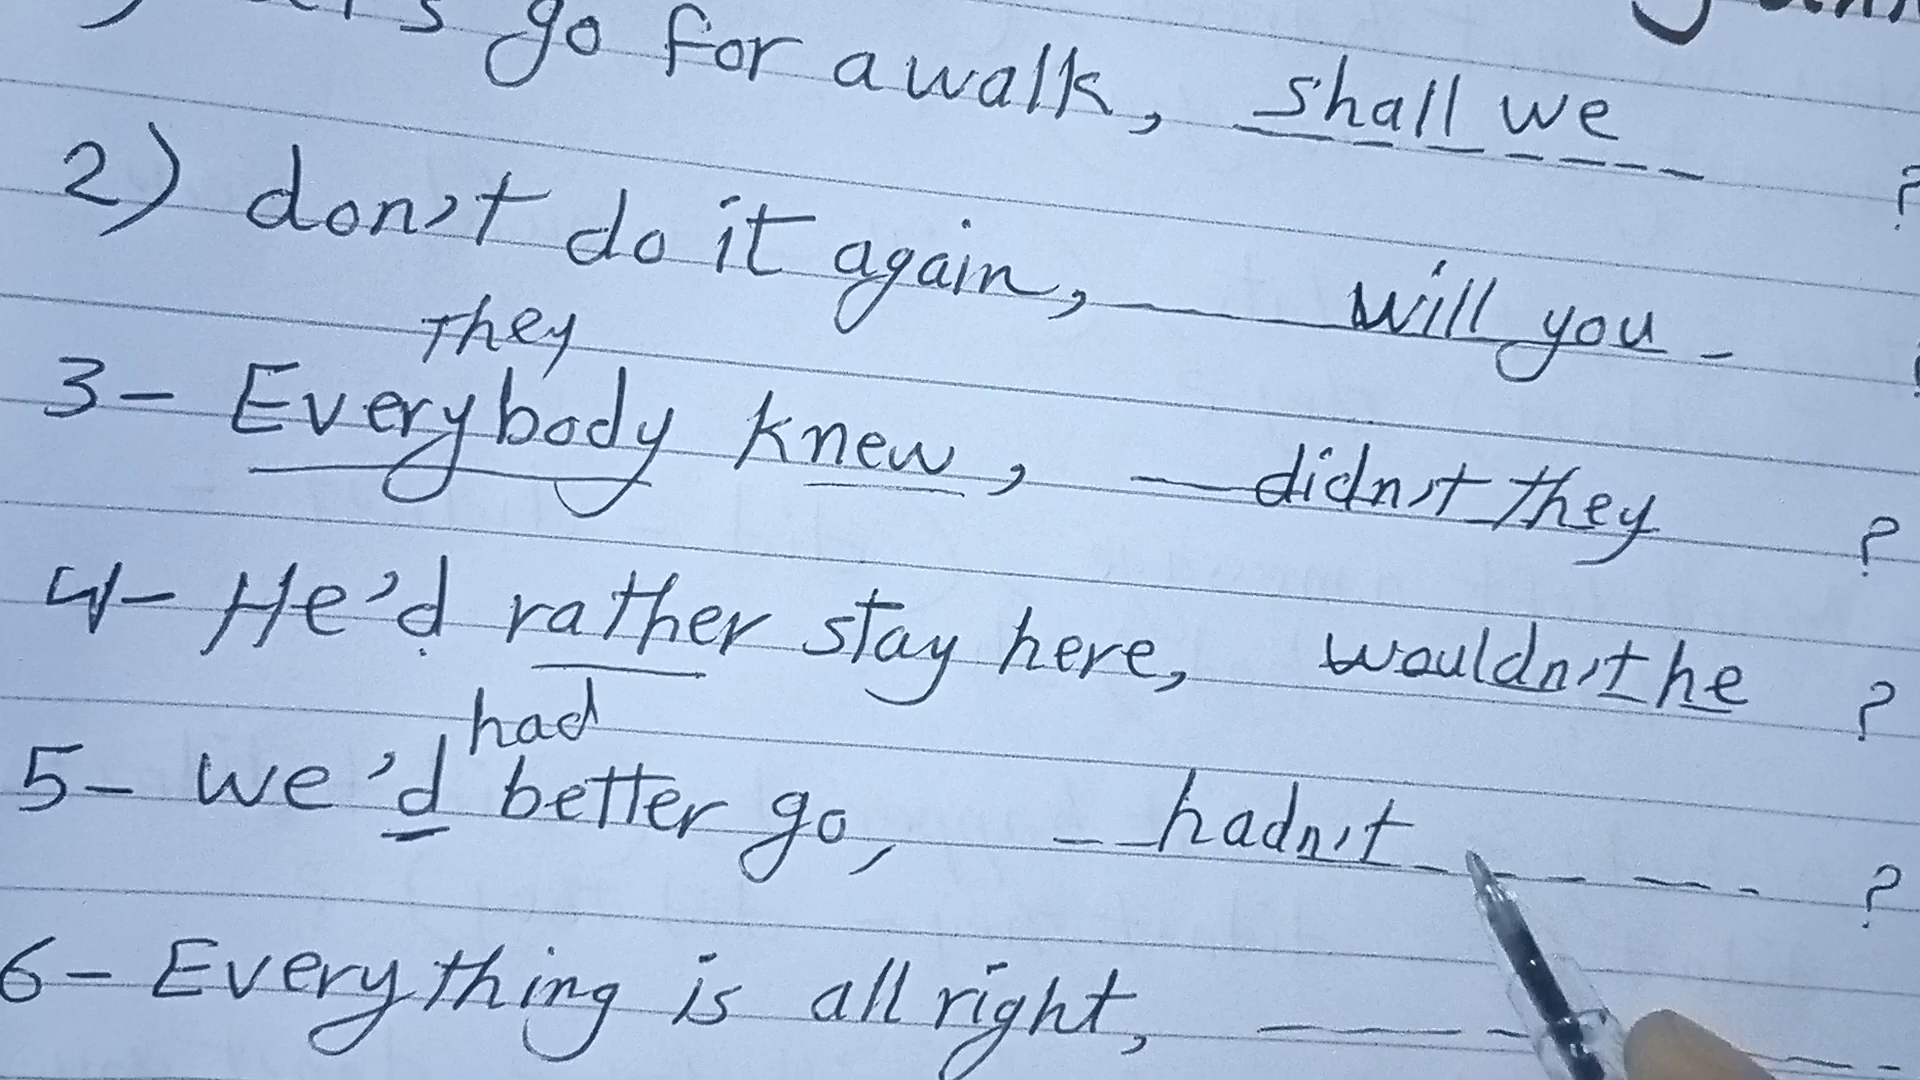 go for a walk, shall we ?
2) don't do it again, will you
They
3- Everybody knew, didn't they ?
4- He'd rather stay here, wouldn't he ?
had
5- we'd better go, hadn't ?
6- Everything is all right,